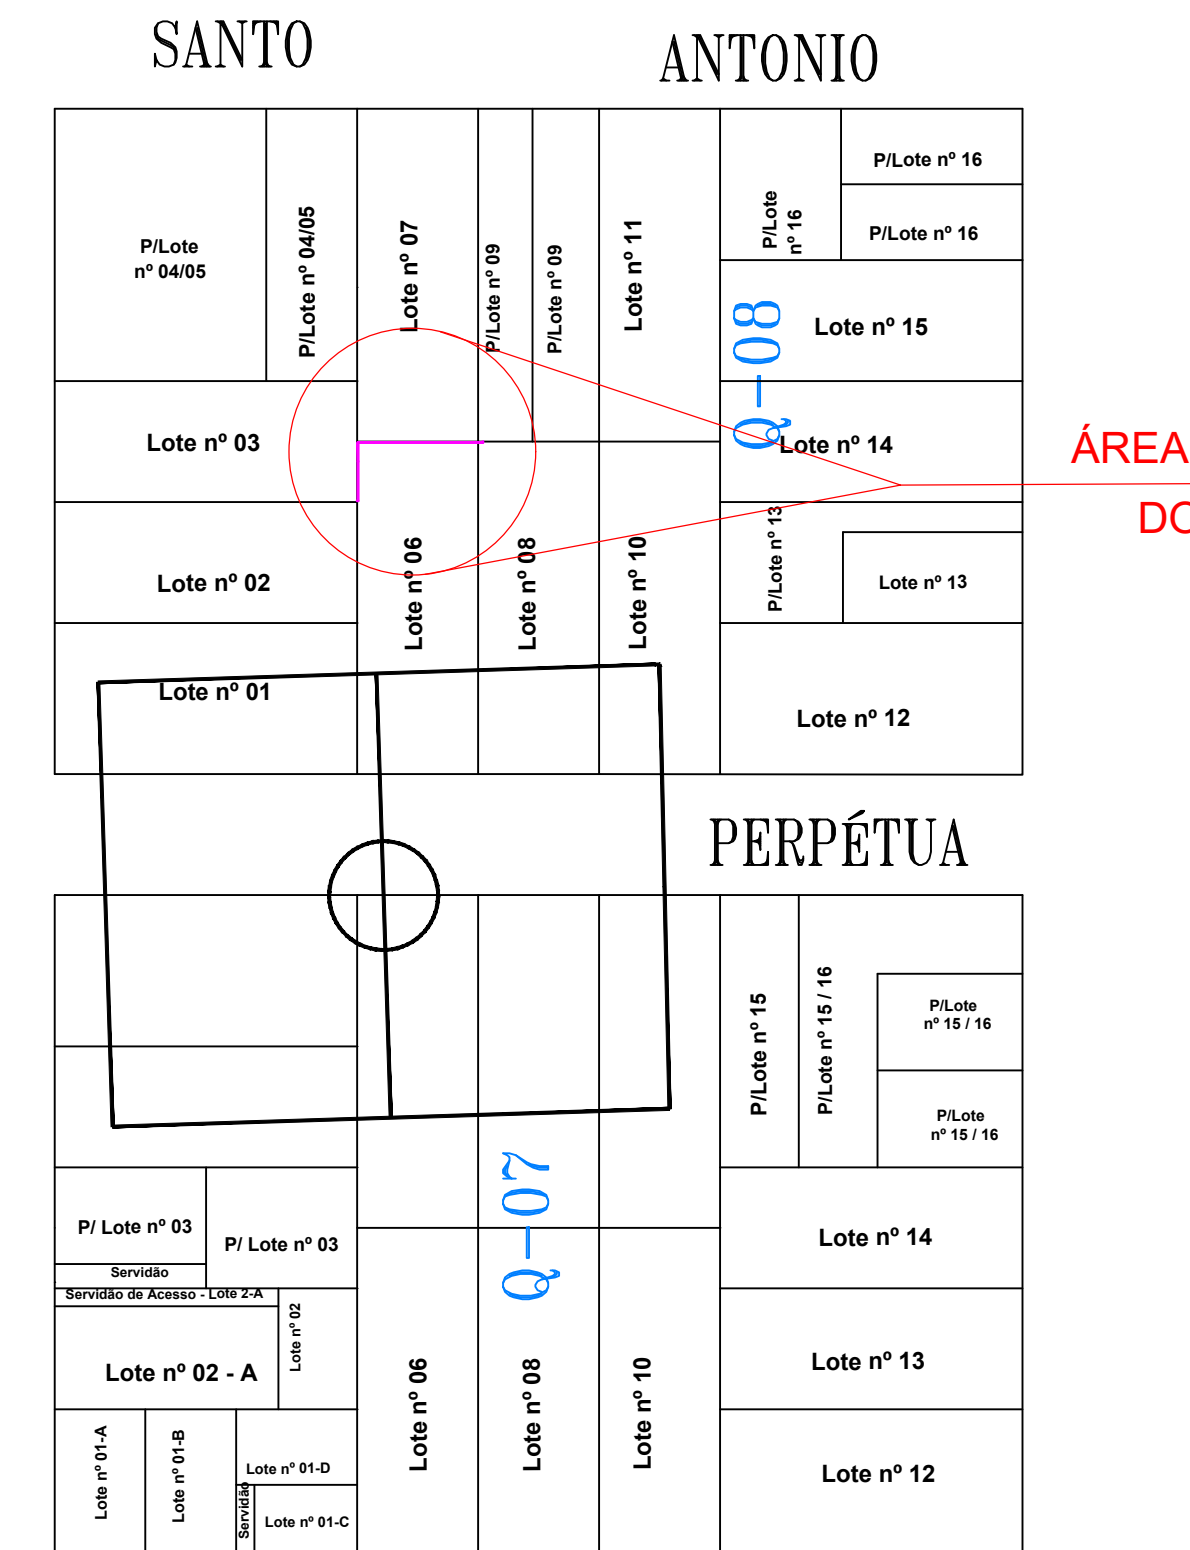 SANTO ANTONIO
P/Lote
nº 04/05
P/Lote nº 04/05
Lote nº 07
P/Lote nº 09
P/Lote nº 09
Lote nº 11
P/Lote
nº 16
P/Lote nº 16
P/Lote nº 16
Q-08
Lote nº 15
Lote nº 03
Lote nº 14
ÁREA
DO
Lote nº 02
Lote nº 06
Lote nº 08
Lote nº 10
P/Lote nº 13
Lote nº 13
Lote nº 01
Lote nº 12
PERPÉTUA
P/Lote nº 15
P/Lote nº 15 / 16
P/Lote
nº 15 / 16
P/Lote
nº 15 / 16
Q-07
P/ Lote nº 03
P/ Lote nº 03
Servidão
Servidão de Acesso - Lote 2-A
Lote nº 02
Lote nº 02 - A
Lote nº 14
Lote nº 13
Lote nº 06
Lote nº 08
Lote nº 10
Lote nº 01-A
Lote nº 01-B
Lote nº 01-D
Servidão
Lote nº 01-C
Lote nº 12